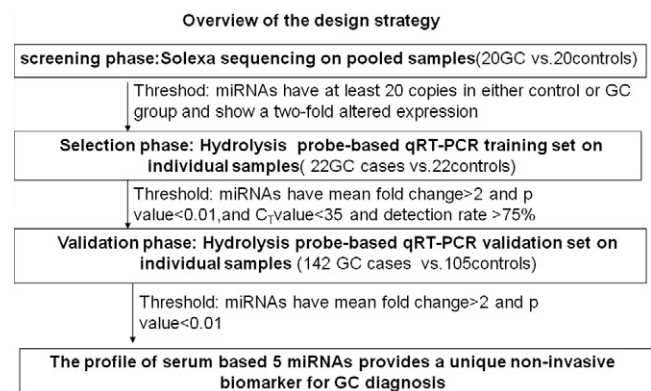 Overview of the design strategy
screening phase:Solexa sequencing on pooled samples(20GC vs.20controls)
Threshod: miRNAs have at least 20 copies in either control or GC
group and show a two-fold altered expression
Selection phase: Hydrolysis probe-based qRT-PCR training set on
individual samples( 22GC cases vs.22controls)
Threshold: miRNAs have mean fold change>2 and p
value<0.01,and CTvalue<35 and detection rate >75%
Validation phase: Hydrolysis probe-based qRT-PCR validation set on
individual samples (142 GC cases vs.105controls)
Threshold: miRNAs have mean fold change>2 and p
value<0.01
The profile of serum based 5 miRNAs provides a unique non-invasive
biomarker for GC diagnosis